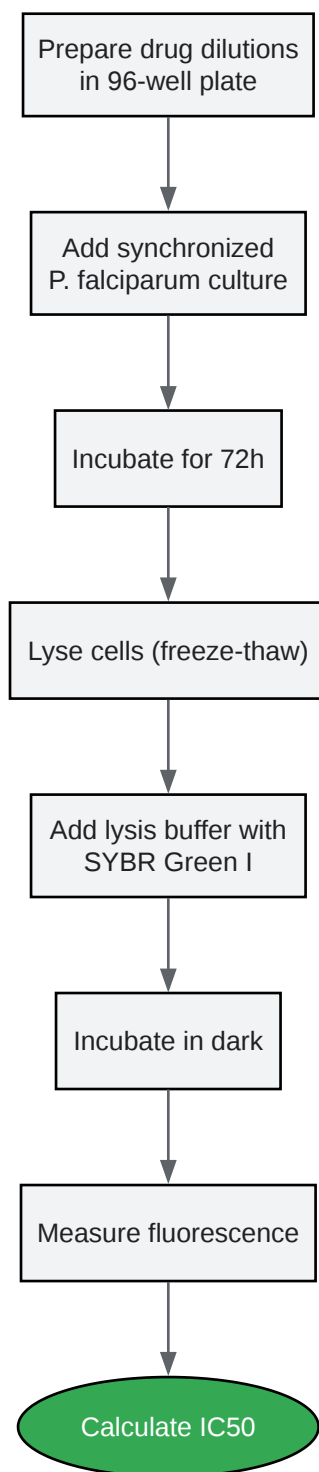 Prepare drug dilutions
in 96-well plate
Add synchronized
P. falciparum culture
Incubate for 72h
Lyse cells (freeze-thaw)
Add lysis buffer with
SYBR Green I
Incubate in dark
Measure fluorescence
Calculate IC50